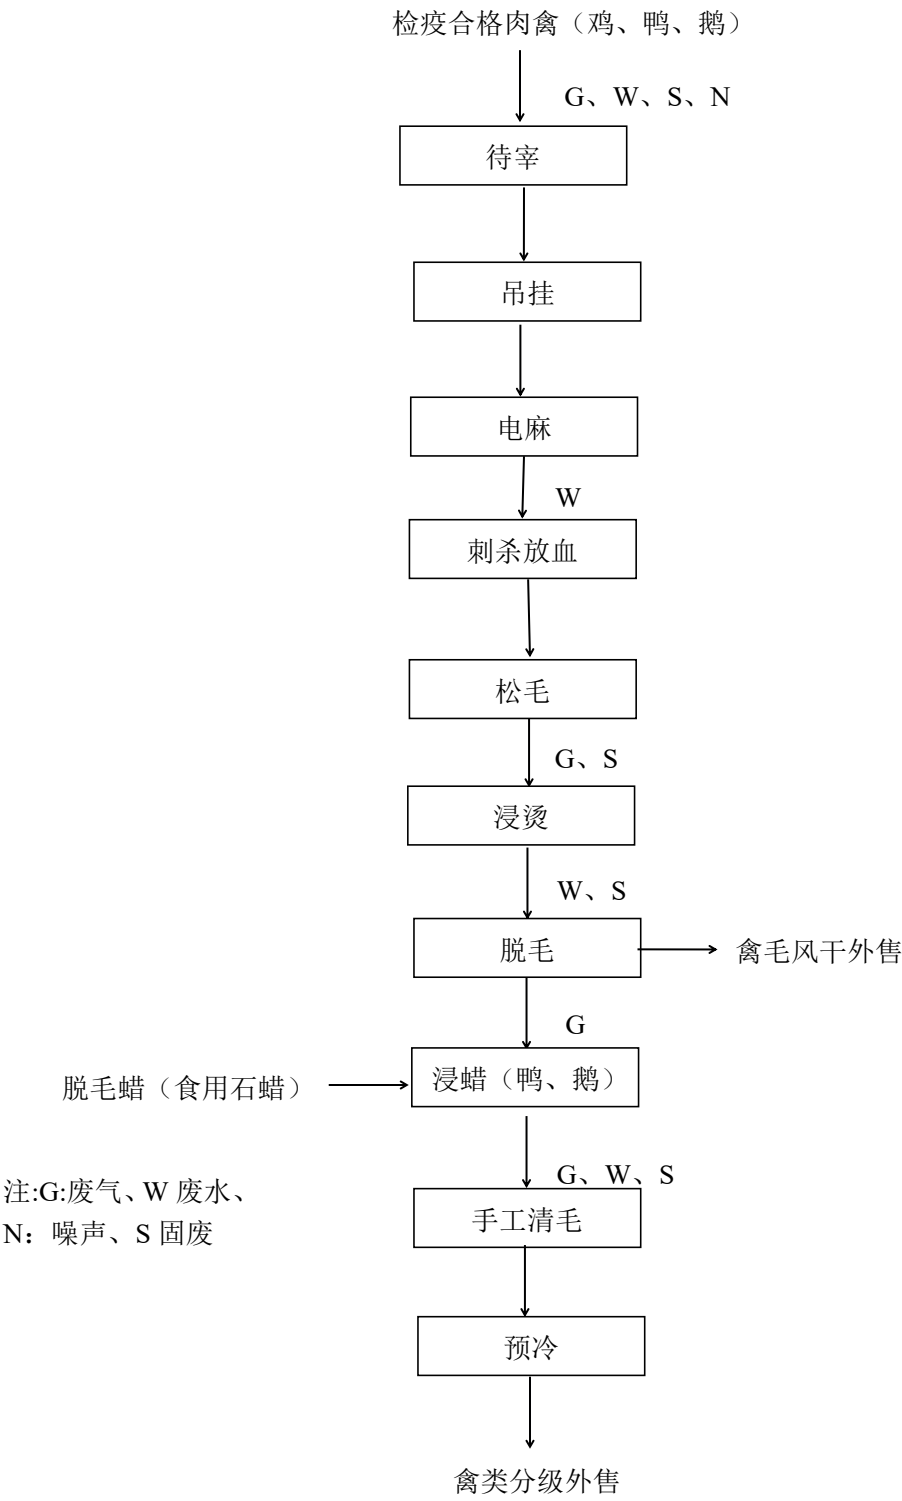 检疫合格肉禽（鸡、鸭、鹅）
G、W、S、N
待宰
吊挂
电麻
W
刺杀放血
松毛
G、S
浸烫
W、S
脱毛
禽毛风干外售
G
脱毛蜡（食用石蜡）
浸蜡（鸭、鹅）
G、W、S
注:G:废气、W 废水、
N：噪声、S 固废
手工清毛
预冷
禽类分级外售